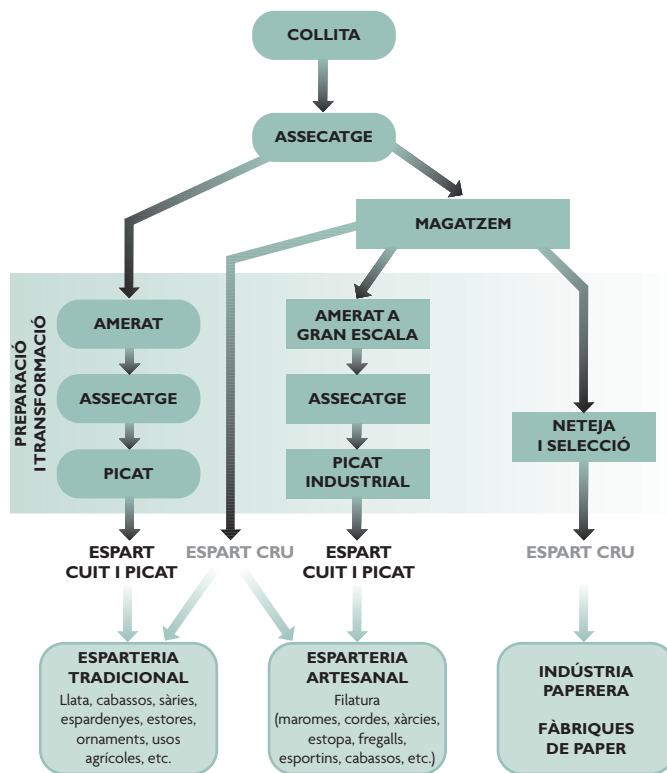 COLLITA
ASSECATGE
MAGATZEM
PREPARACIÓ
I TRANSFORMACIÓ
AMERAT
ASSECATGE
PICAT
AMERAT A
GRAN ESCALA
ASSECATGE
PICAT
INDUSTRIAL
NETEJA
I SELECCIÓ
ESPART
CUIT I PICAT
ESPART CRU
ESPART
CUIT I PICAT
ESPART CRU
ESPARTERIA
TRADICIONAL
Llata, cabassos, sàries,
espardenyes, estores,
ornaments, usos
agrícoles, etc.
ESPARTERIA
ARTESANAL
Filatura
(maromes, cordes, xàrcies,
estopa, fregalls,
esportins, cabassos, etc.)
INDÚSTRIA
PAPERERA
FÀBRIQUES
DE PAPER